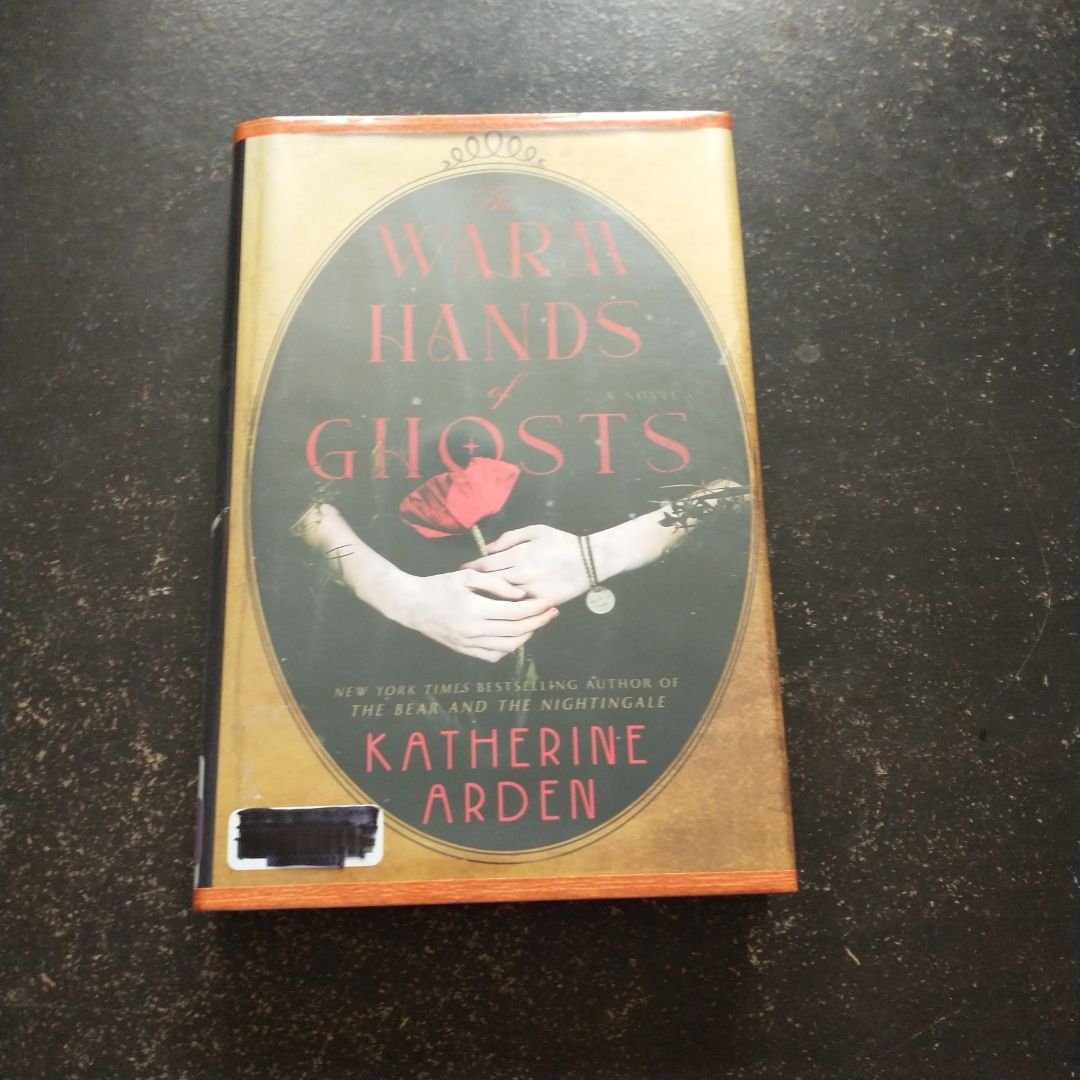 The
WARM
HANDS
of
A NOVEL
GHOSTS
NEW YORK TIMES BESTSELLING AUTHOR OF
THE BEAR AND THE NIGHTINGALE
KATHERINE
ARDEN